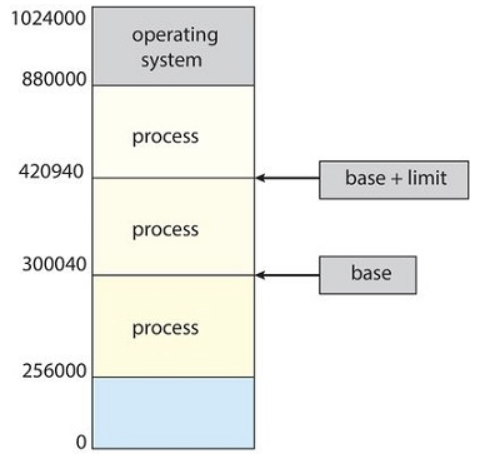 1024000
operating
system
880000
process
420940
base + limit
process
300040
base
process
256000
0